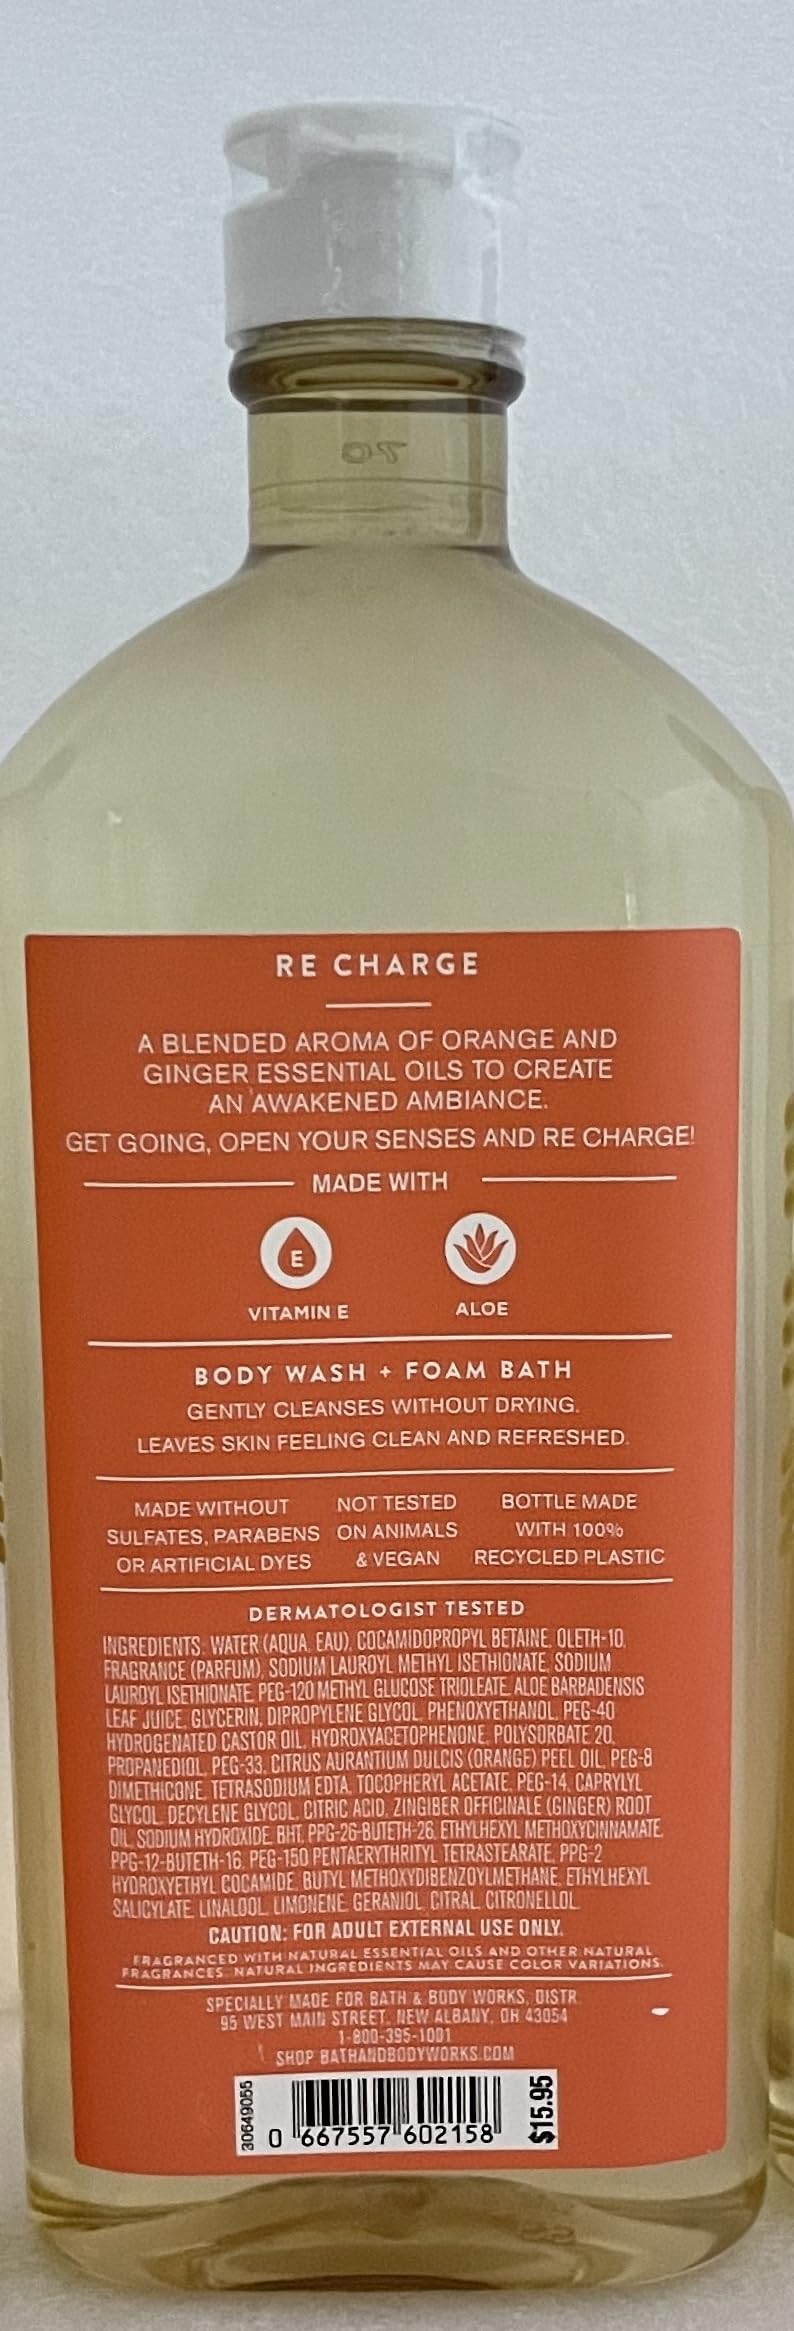 RE CHARGE
A BLENDED AROMA OF ORANGE AND
GINGER ESSENTIAL OILS TO CREATE
AN AWAKENED AMBIANCE.
GET GOING, OPEN YOUR SENSES AND RE CHARGE!
MADE WITH
E
VITAMIN E ALOE
BODY WASH + FOAM BATH
GENTLY CLEANSES WITHOUT DRYING.
LEAVES SKIN FEELING CLEAN AND REFRESHED.
MADE WITHOUT NOT TESTED BOTTLE MADE
SULFATES, PARABENS ON ANIMALS WITH 100%
OR ARTIFICIAL DYES & VEGAN RECYCLED PLASTIC
DERMATOLOGIST TESTED
INGREDIENTS: WATER (AQUA, EAU), COCAMIDOPROPYL BETAINE, OLETH-10,
FRAGRANCE (PARFUM), SODIUM LAUROYL METHYL ISETHIONATE, SODIUM
LAUROYL ISETHIONATE, PEG-120 METHYL GLUCOSE TRIOLEATE, ALOE BARBADENSIS
LEAF JUICE, GLYCERIN, DIPROPYLENE GLYCOL, PHENOXYETHANOL, PEG-40
HYDROGENATED CASTOR OIL, HYDROXYACETOPHENONE, POLYSORBATE 20,
PROPANEDIOL, PEG-33, CITRUS AURANTIUM DULCIS (ORANGE) PEEL OIL, PEG-8
DIMETHICONE, TETRASODIUM EDTA, TOCOPHERYL ACETATE, PEG-14, CAPRYLYL
GLYCOL, DECYLENE GLYCOL, CITRIC ACID, ZINGIBER OFFICINALE (GINGER) ROOT
OIL, SODIUM HYDROXIDE, BHT, PPG-26-BUTETH-26, ETHYLHEXYL METHOXYCINNAMATE,
PPG-12-BUTETH-16, PEG-150 PENTAERYTHRITYL TETRASTEARATE, PPG-2
HYDROXYETHYL COCAMIDE, BUTYL METHOXYDIBENZOYLMETHANE, ETHYLHEXYL
SALICYLATE, LINALOOL, LIMONENE, GERANIOL, CITRAL, CITRONELLOL.
CAUTION: FOR ADULT EXTERNAL USE ONLY.
FRAGRANCED WITH NATURAL ESSENTIAL OILS AND OTHER NATURAL
FRAGRANCES. NATURAL INGREDIENTS MAY CAUSE COLOR VARIATIONS.
SPECIALLY MADE FOR BATH & BODY WORKS, DISTR.
95 WEST MAIN STREET, NEW ALBANY, OH 43054
1-800-395-1001
SHOP BATHANDBODYWORKS.COM
30649055
0 667557 602158
$15.95